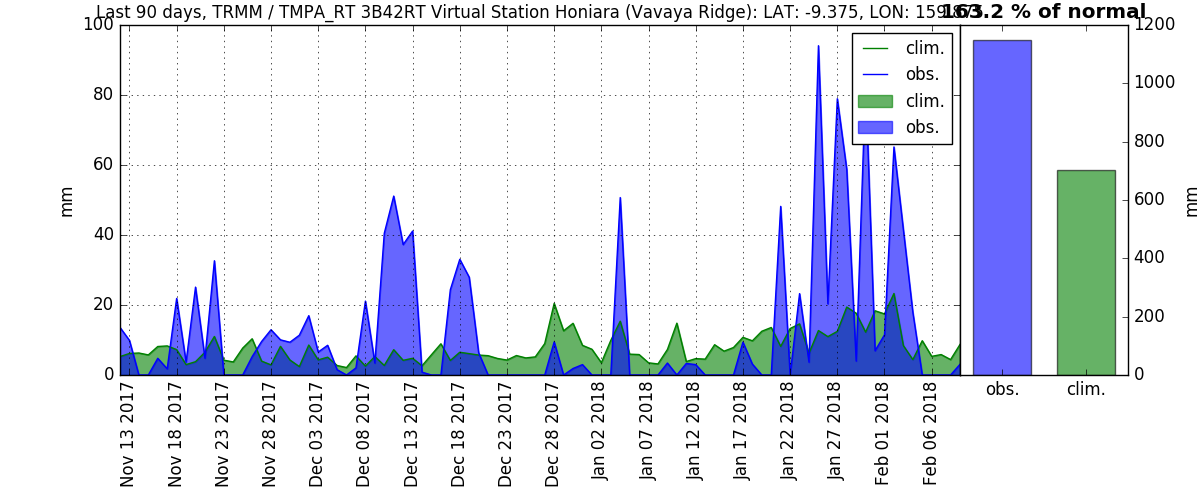 Last 90 days, TRMM / TMPA_RT 3B42RT Virtual Station Honiara (Vavaya Ridge): LAT: -9.375, LON:
163.2 % of normal
100
80
60
40
20
0
mm
clim.
obs.
clim.
obs.
1200
1000
800
600
400
200
0
mm
obs.
clim.
Nov 13 2017
Nov 18 2017
Nov 23 2017
Nov 28 2017
Dec 03 2017
Dec 08 2017
Dec 13 2017
Dec 18 2017
Dec 23 2017
Dec 28 2017
Jan 02 2018
Jan 07 2018
Jan 12 2018
Jan 17 2018
Jan 22 2018
Jan 27 2018
Feb 01 2018
Feb 06 2018